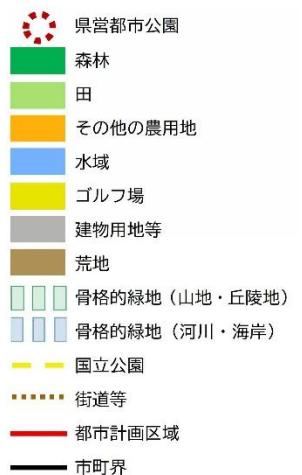 県営都市公園
森林
田
その他の農用地
水域
ゴルフ場
建物用地等
荒地
骨格的緑地（山地・丘陵地）
骨格的緑地（河川・海岸）
国立公園
街道等
都市計画区域
市町界